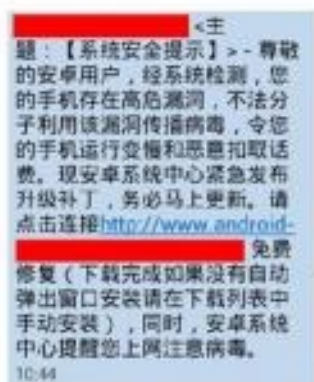 <主
题：【系统安全提示】>-尊敬
的安卓用户，经系统检测，您
的手机存在高危漏洞，不法分
子利用该漏洞传播病毒，令您
的手机运行变慢和恶意扣取话
费。现安卓系统中心紧急发布
升级补丁，务必马上更新。请
点击连接http://www.android-
免费
修复（下载完成如果没有自动
弹出窗口安装请在下载列表中
手动安装），同时，安卓系统
中心提醒您上网注意病毒。
10:44